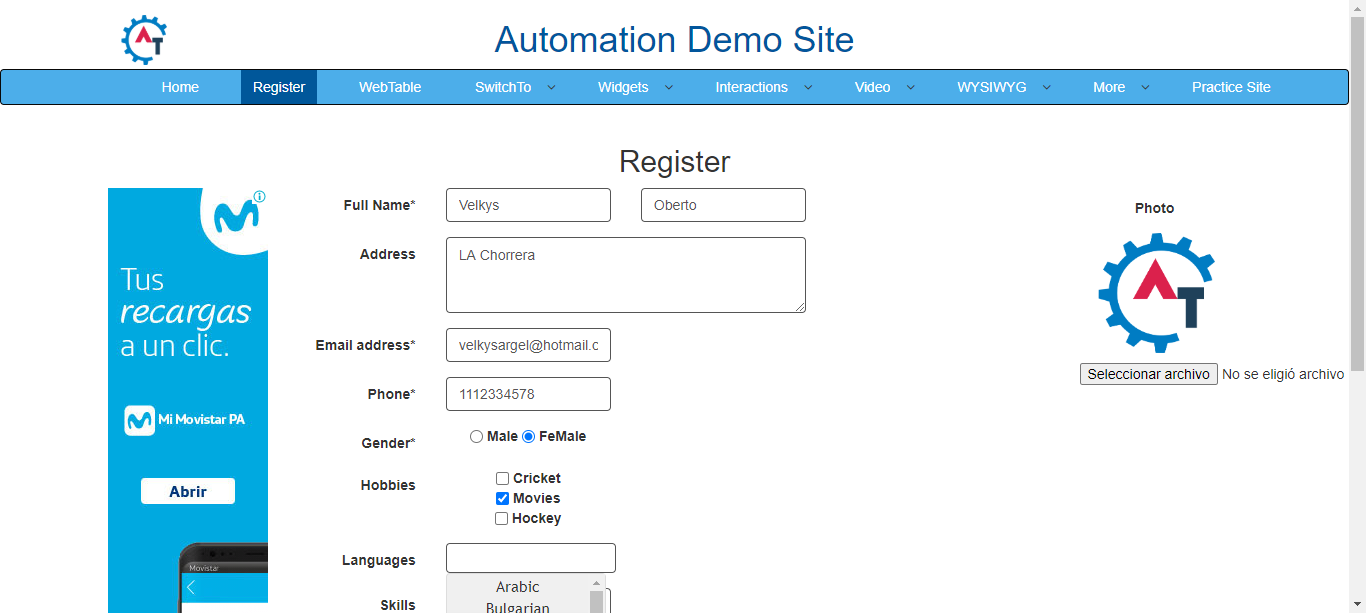 AT
Automation Demo Site
Home Register WebTable SwitchTo Widgets Interactions Video WYSIWYG More Practice Site
Register
Full Name* Velkys Oberto
Address LA Chorrera
Email address* velkysargel@hotmail.c
Phone* 1112334578
Gender* Male FeMale
Hobbies Cricket
Movies
Hockey
Languages
Arabic
Bulgarian
Skills
Photo
AT
Seleccionar archivo No se eligió archivo
Tus
recargas
a un clic.
Mi Movistar PA
Abrir
Movistar